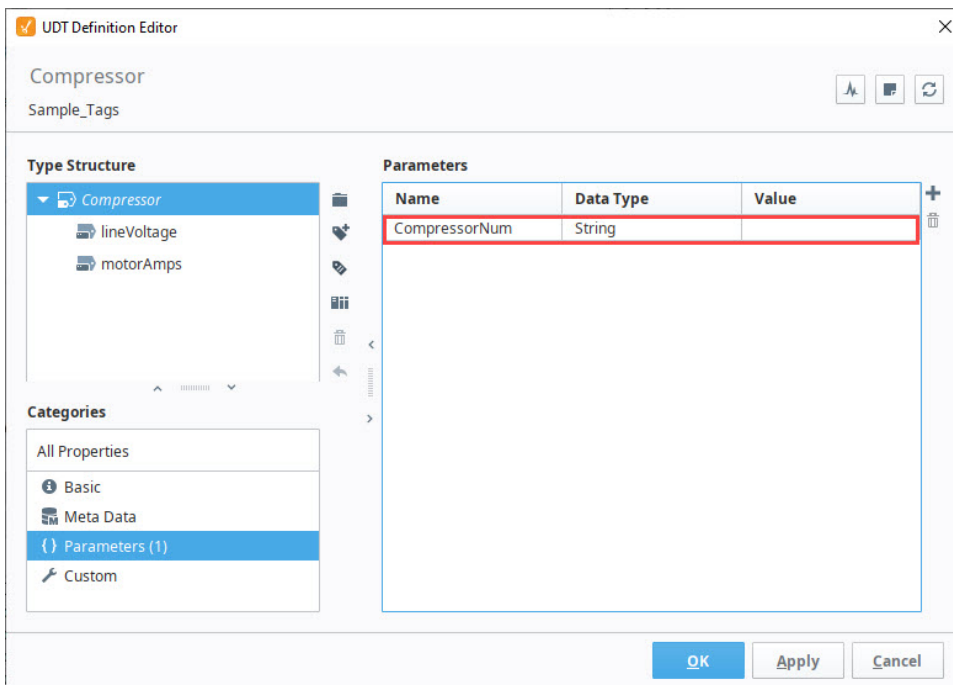 UDT Definition Editor
Compressor
Sample_Tags
Type Structure
Compressor
lineVoltage
motorAmps
Categories
All Properties
Basic
Meta Data
{ } Parameters (1)
Custom
Parameters
Name Data Type Value
CompressorNum String
OK Apply Cancel